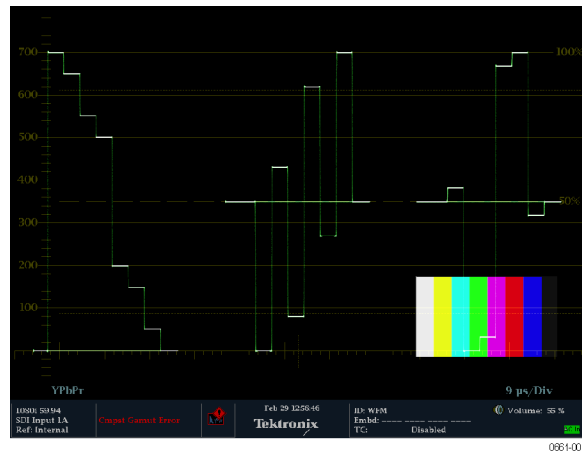 700
600
500
400
300
200
100
100%
50%
YPbPr
9 µs/Div
1080i 59.94
SDI Input 1A
Ref: Internal
Cmpst Gamut Error
Feb 29 12:58:46
Tektronix
ID: WFM
Embd: ---- ---- ---- ----
TC: Disabled
Volume: 55 %
0661-00